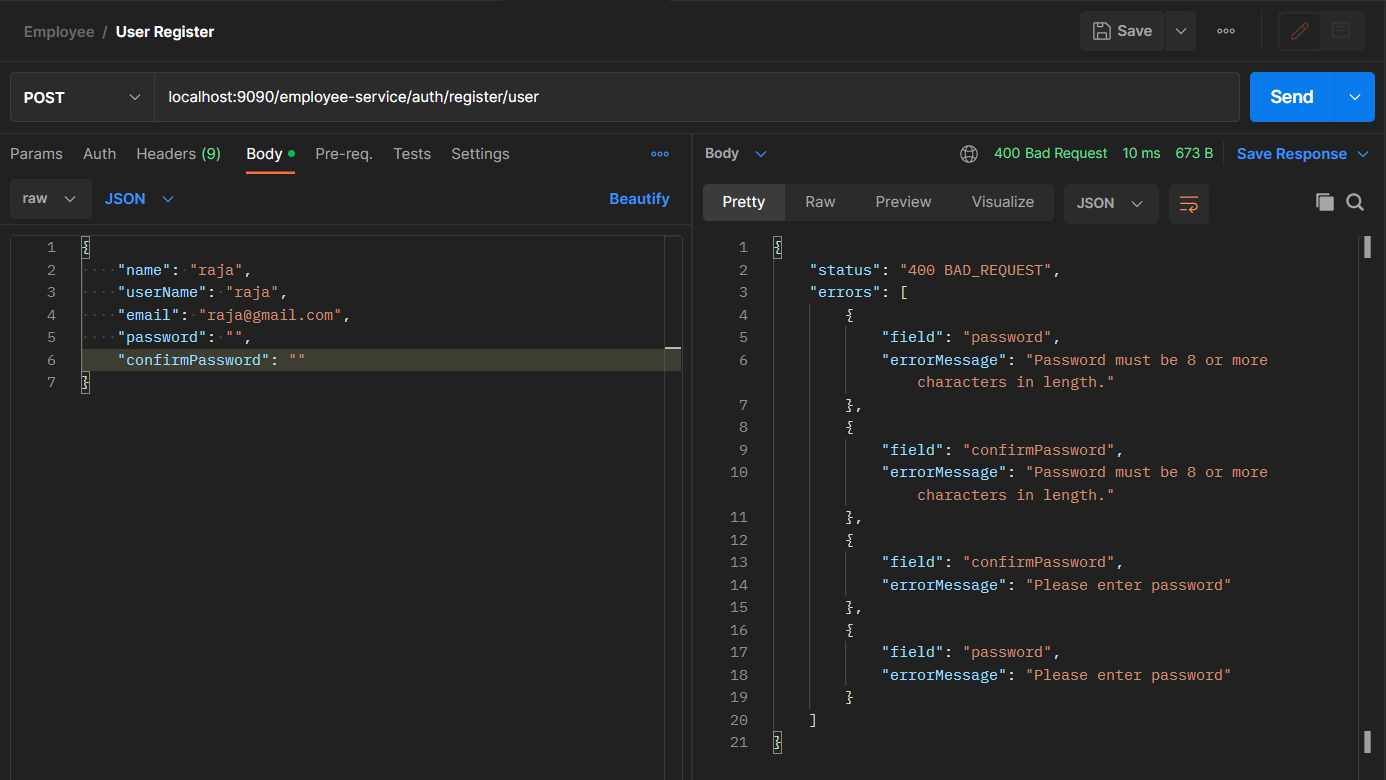 Employee / User Register
Save
POST
localhost:9090/employee-service/auth/register/user
Send
Params Auth Headers (9) Body Pre-req. Tests Settings
raw JSON Beautify
1 {
2 "name": "raja",
3 "userName": "raja",
4 "email": "raja@gmail.com",
5 "password": "",
6 "confirmPassword": ""
7 }
Body 400 Bad Request 10 ms 673 B Save Response
Pretty Raw Preview Visualize JSON
1 {
2 "status": "400 BAD_REQUEST",
3 "errors": [
4 {
5 "field": "password",
6 "errorMessage": "Password must be 8 or more
characters in length."
7 },
8 {
9 "field": "confirmPassword",
10 "errorMessage": "Password must be 8 or more
characters in length."
11 },
12 {
13 "field": "confirmPassword",
14 "errorMessage": "Please enter password"
15 },
16 {
17 "field": "password",
18 "errorMessage": "Please enter password"
19 }
20 ]
21 }